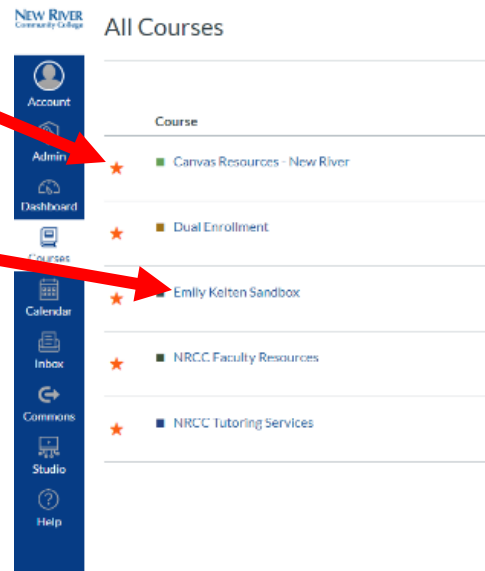 NEW RIVER
Community College
All Courses
Account
Admin
Dashboard
Courses
Calendar
Inbox
Commons
Studio
Help
Course
Canvas Resources - New River
Dual Enrollment
Emily Kelten Sandbox
NRCC Faculty Resources
NRCC Tutoring Services